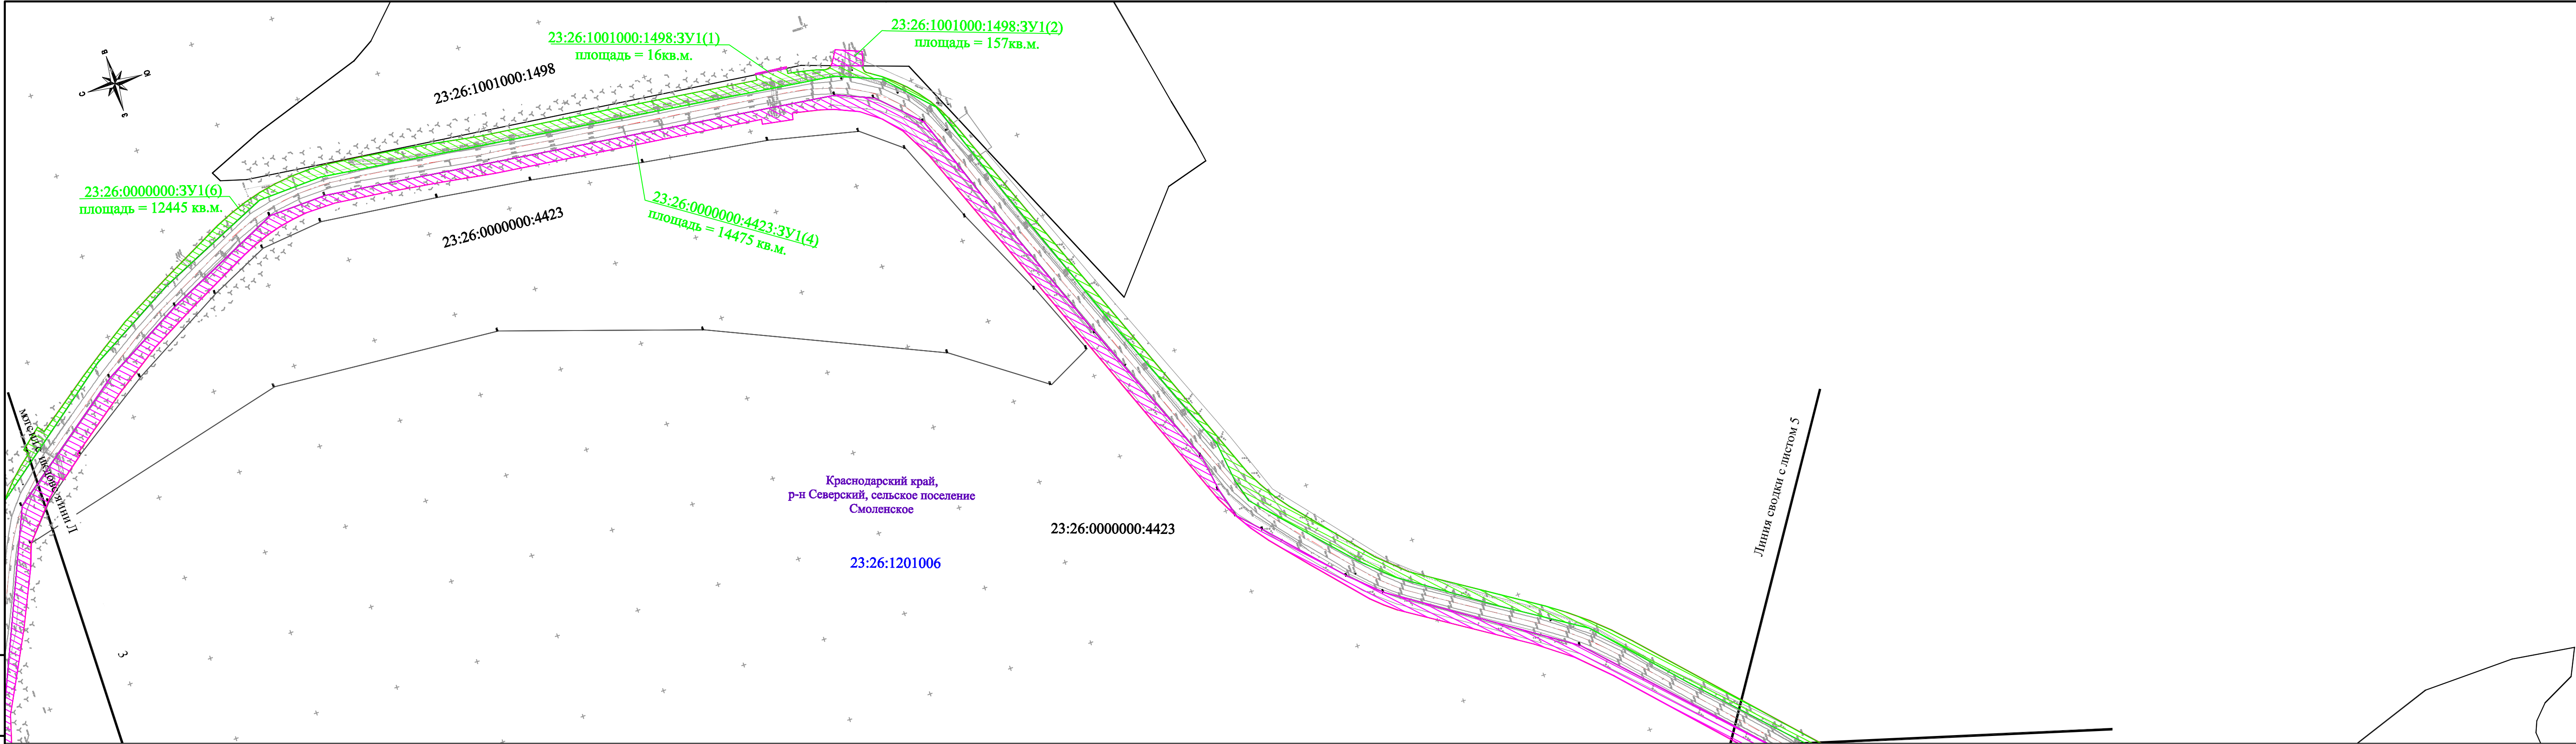 23:26:1001000:1498:ЗУ1(1)
площадь = 16кв.м.
23:26:1001000:1498:ЗУ1(2)
площадь = 157кв.м.
В
Ю
С
З
23:26:1001000:1498
23:26:0000000:ЗУ1(6)
площадь = 12445 кв.м.
23:26:0000000:4423
23:26:0000000:4423:ЗУ1(4)
площадь = 14475 кв.м.
Краснодарский край,
р-н Северский, сельское поселение
Смоленское
23:26:0000000:4423
23:26:1201006
Линия сводки с листом 5
3